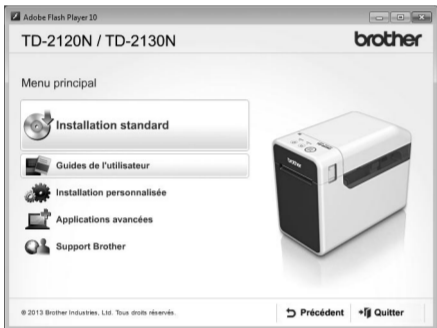 Adobe Flash Player 10
TD-2120N / TD-2130N
brother
Menu principal
Installation standard
Guides de l'utilisateur
Installation personnalisée
Applications avancées
Support Brother
brother
© 2013 Brother Industries, Ltd. Tous droits réservés.
Précédent
Quitter